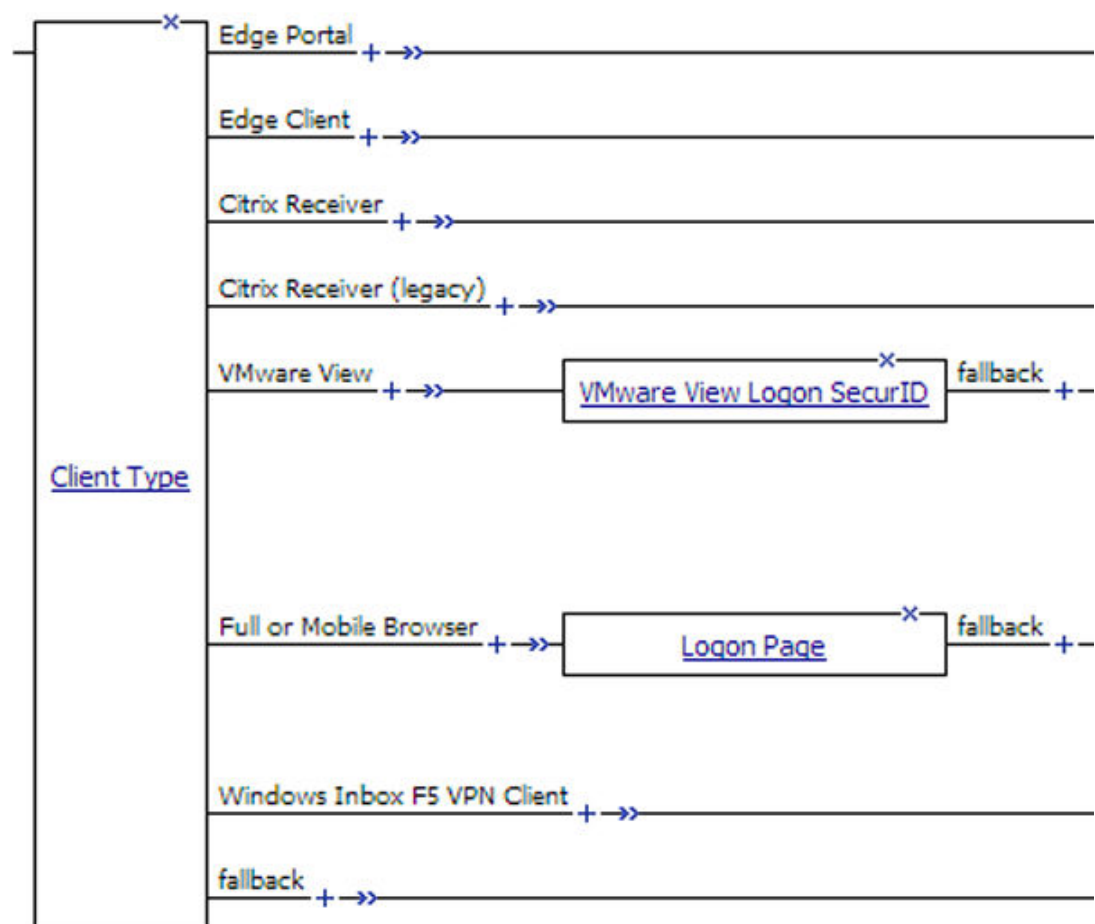 Edge Portal
Edge Client
Citrix Receiver
Citrix Receiver (legacy)
VMware View
VMware View Logon SecurID
fallback
Client Type
Full or Mobile Browser
Logon Page
fallback
Windows Inbox F5 VPN Client
fallback